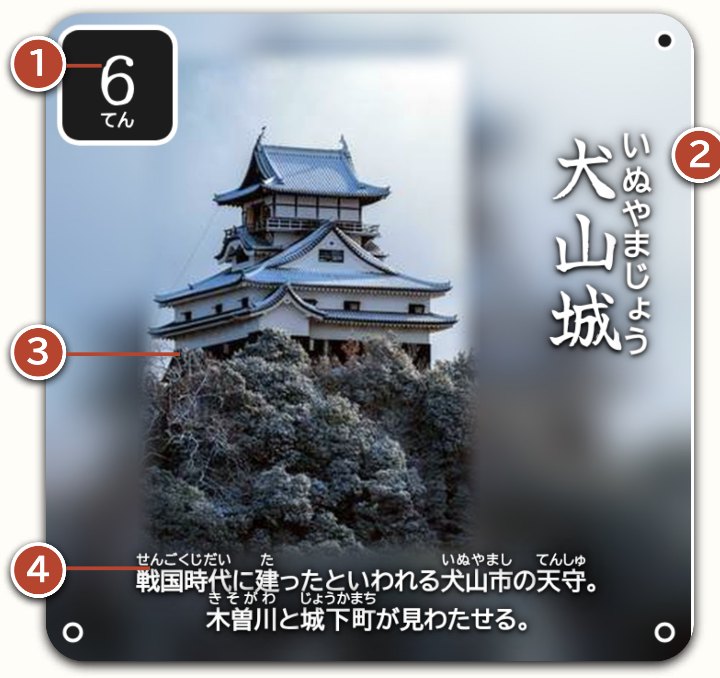 1
6
てん
2
犬山城
いぬやまじょう
3
4
せんごくじだい た いぬやまし てんしゅ
戦国時代に建ったといわれる犬山市の天守。
きそがわ じょうかまち
木曽川と城下町が見わたせる。